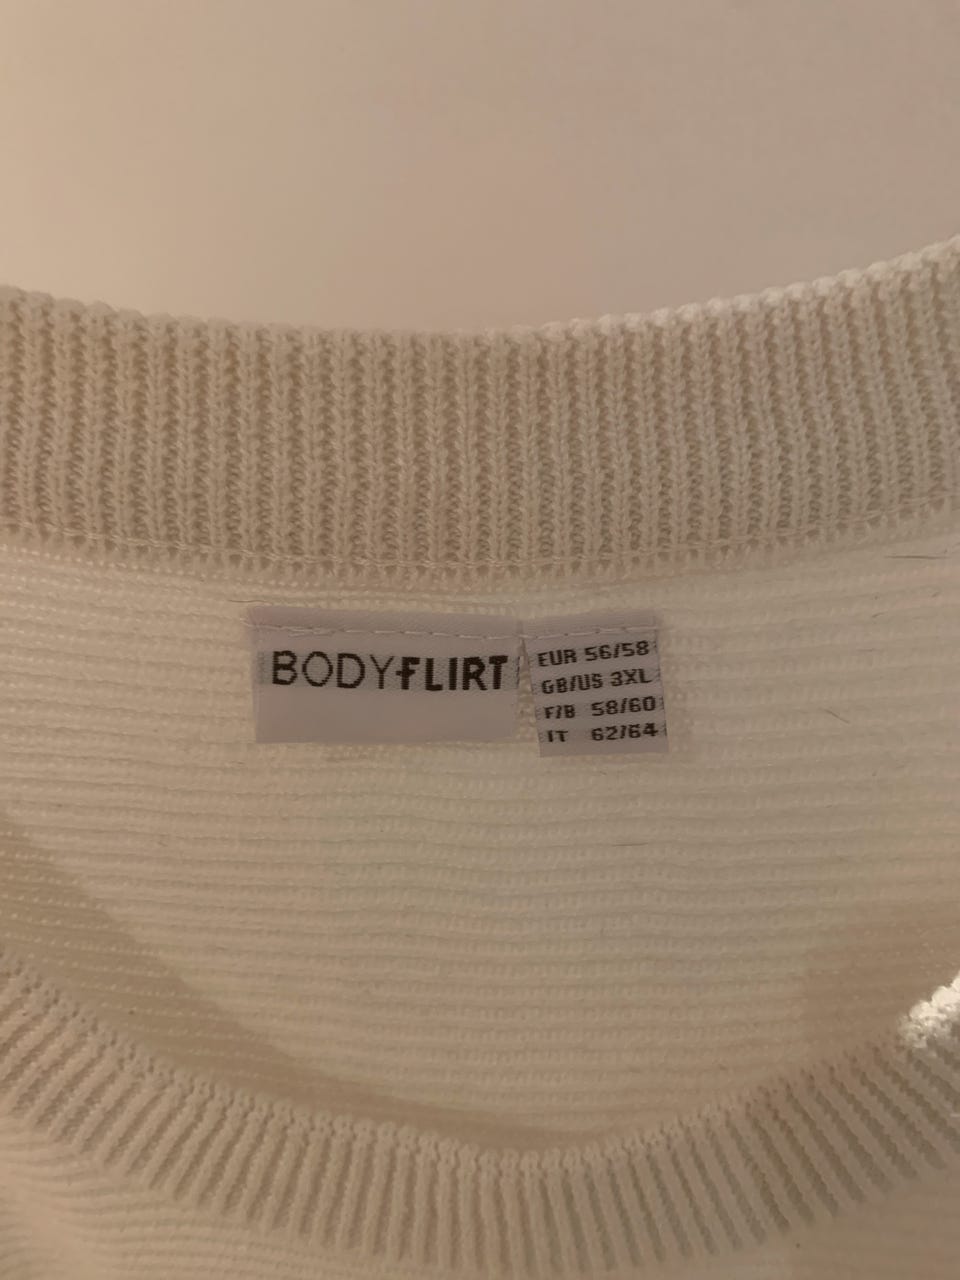 BODYFLIRT
EUR 56/58
GB/US 3XL
F/B 58/60
IT 62/64